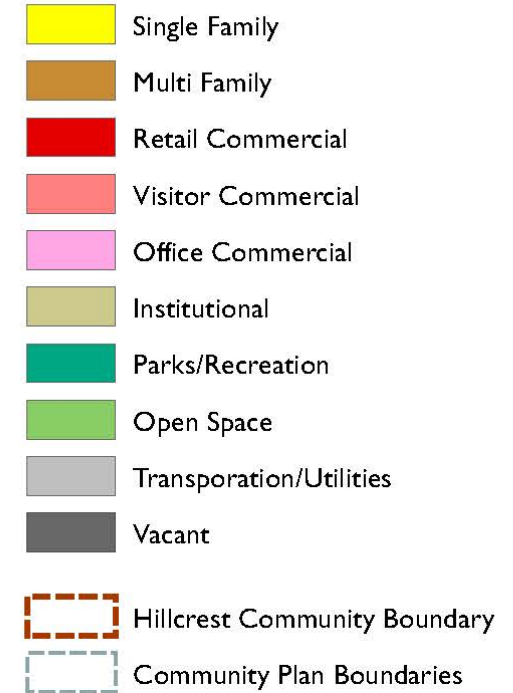 Single Family
Multi Family
Retail Commercial
Visitor Commercial
Office Commercial
Institutional
Parks/Recreation
Open Space
Transporation/Utilities
Vacant
Hillcrest Community Boundary
Community Plan Boundaries